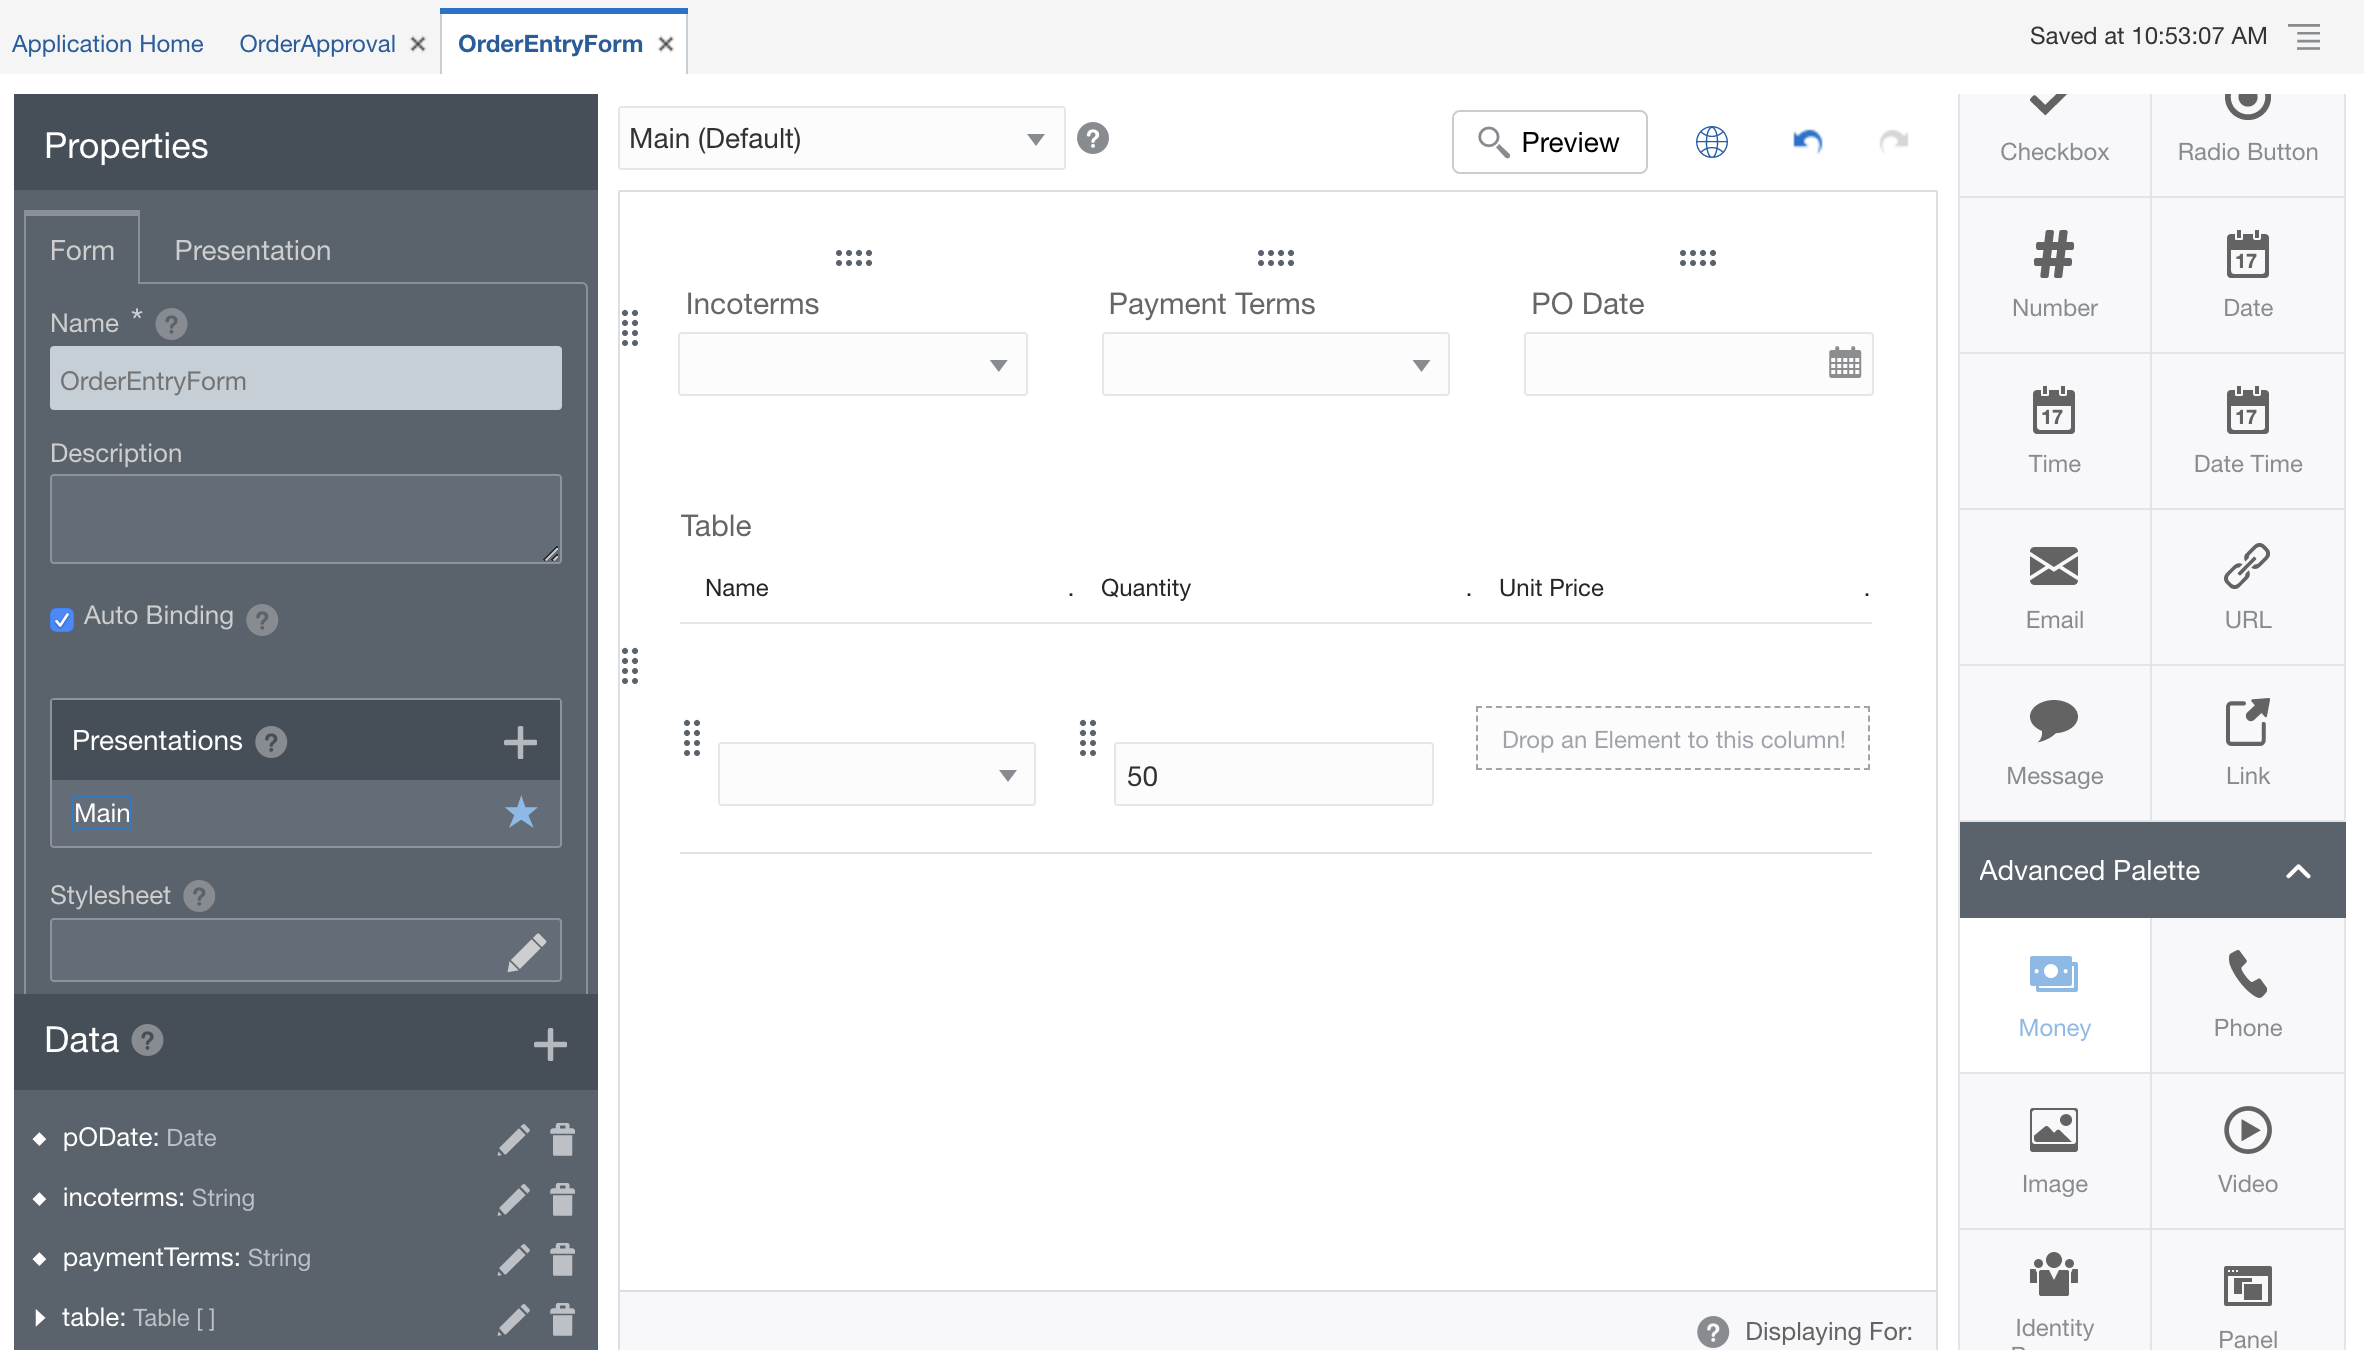 Application Home OrderApproval OrderEntryForm
Saved at 10:53:07 AM
Properties
Form Presentation
Name *
OrderEntryForm
Description
Auto Binding
Presentations
Main
Stylesheet
Data
pODate: Date
incoterms: String
paymentTerms: String
table: Table [ ]
Main (Default)
Preview
Incoterms Payment Terms PO Date
Table
Name . Quantity . Unit Price .
50
Drop an Element to this column!
Displaying For:
Checkbox Radio Button
Number Date
17
17 17
Time Date Time
Email URL
Message Link
Advanced Palette
Money Phone
Image Video
Identity
Panel